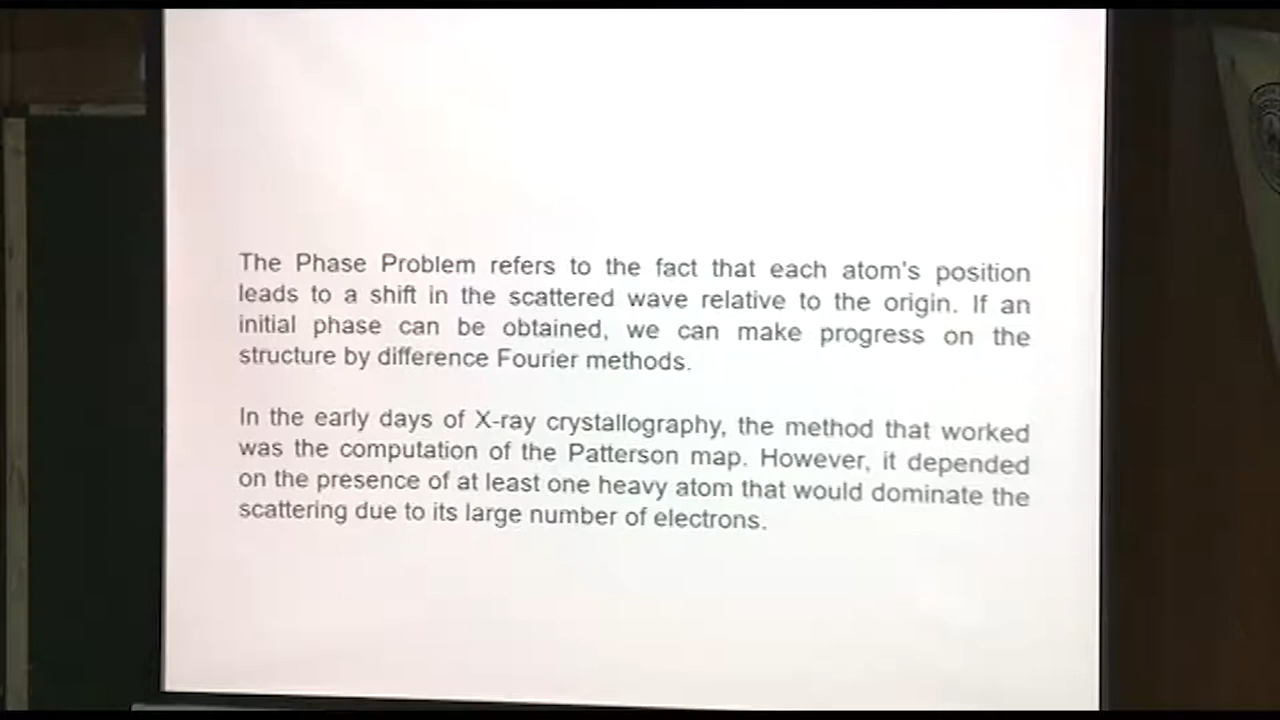 The Phase Problem refers to the fact that each atom's position
leads to a shift in the scattered wave relative to the origin. If an
initial phase can be obtained, we can make progress on the
structure by difference Fourier methods.
In the early days of X-ray crystallography, the method that worked
was the computation of the Patterson map. However, it depended
on the presence of at least one heavy atom that would dominate the
scattering due to its large number of electrons.